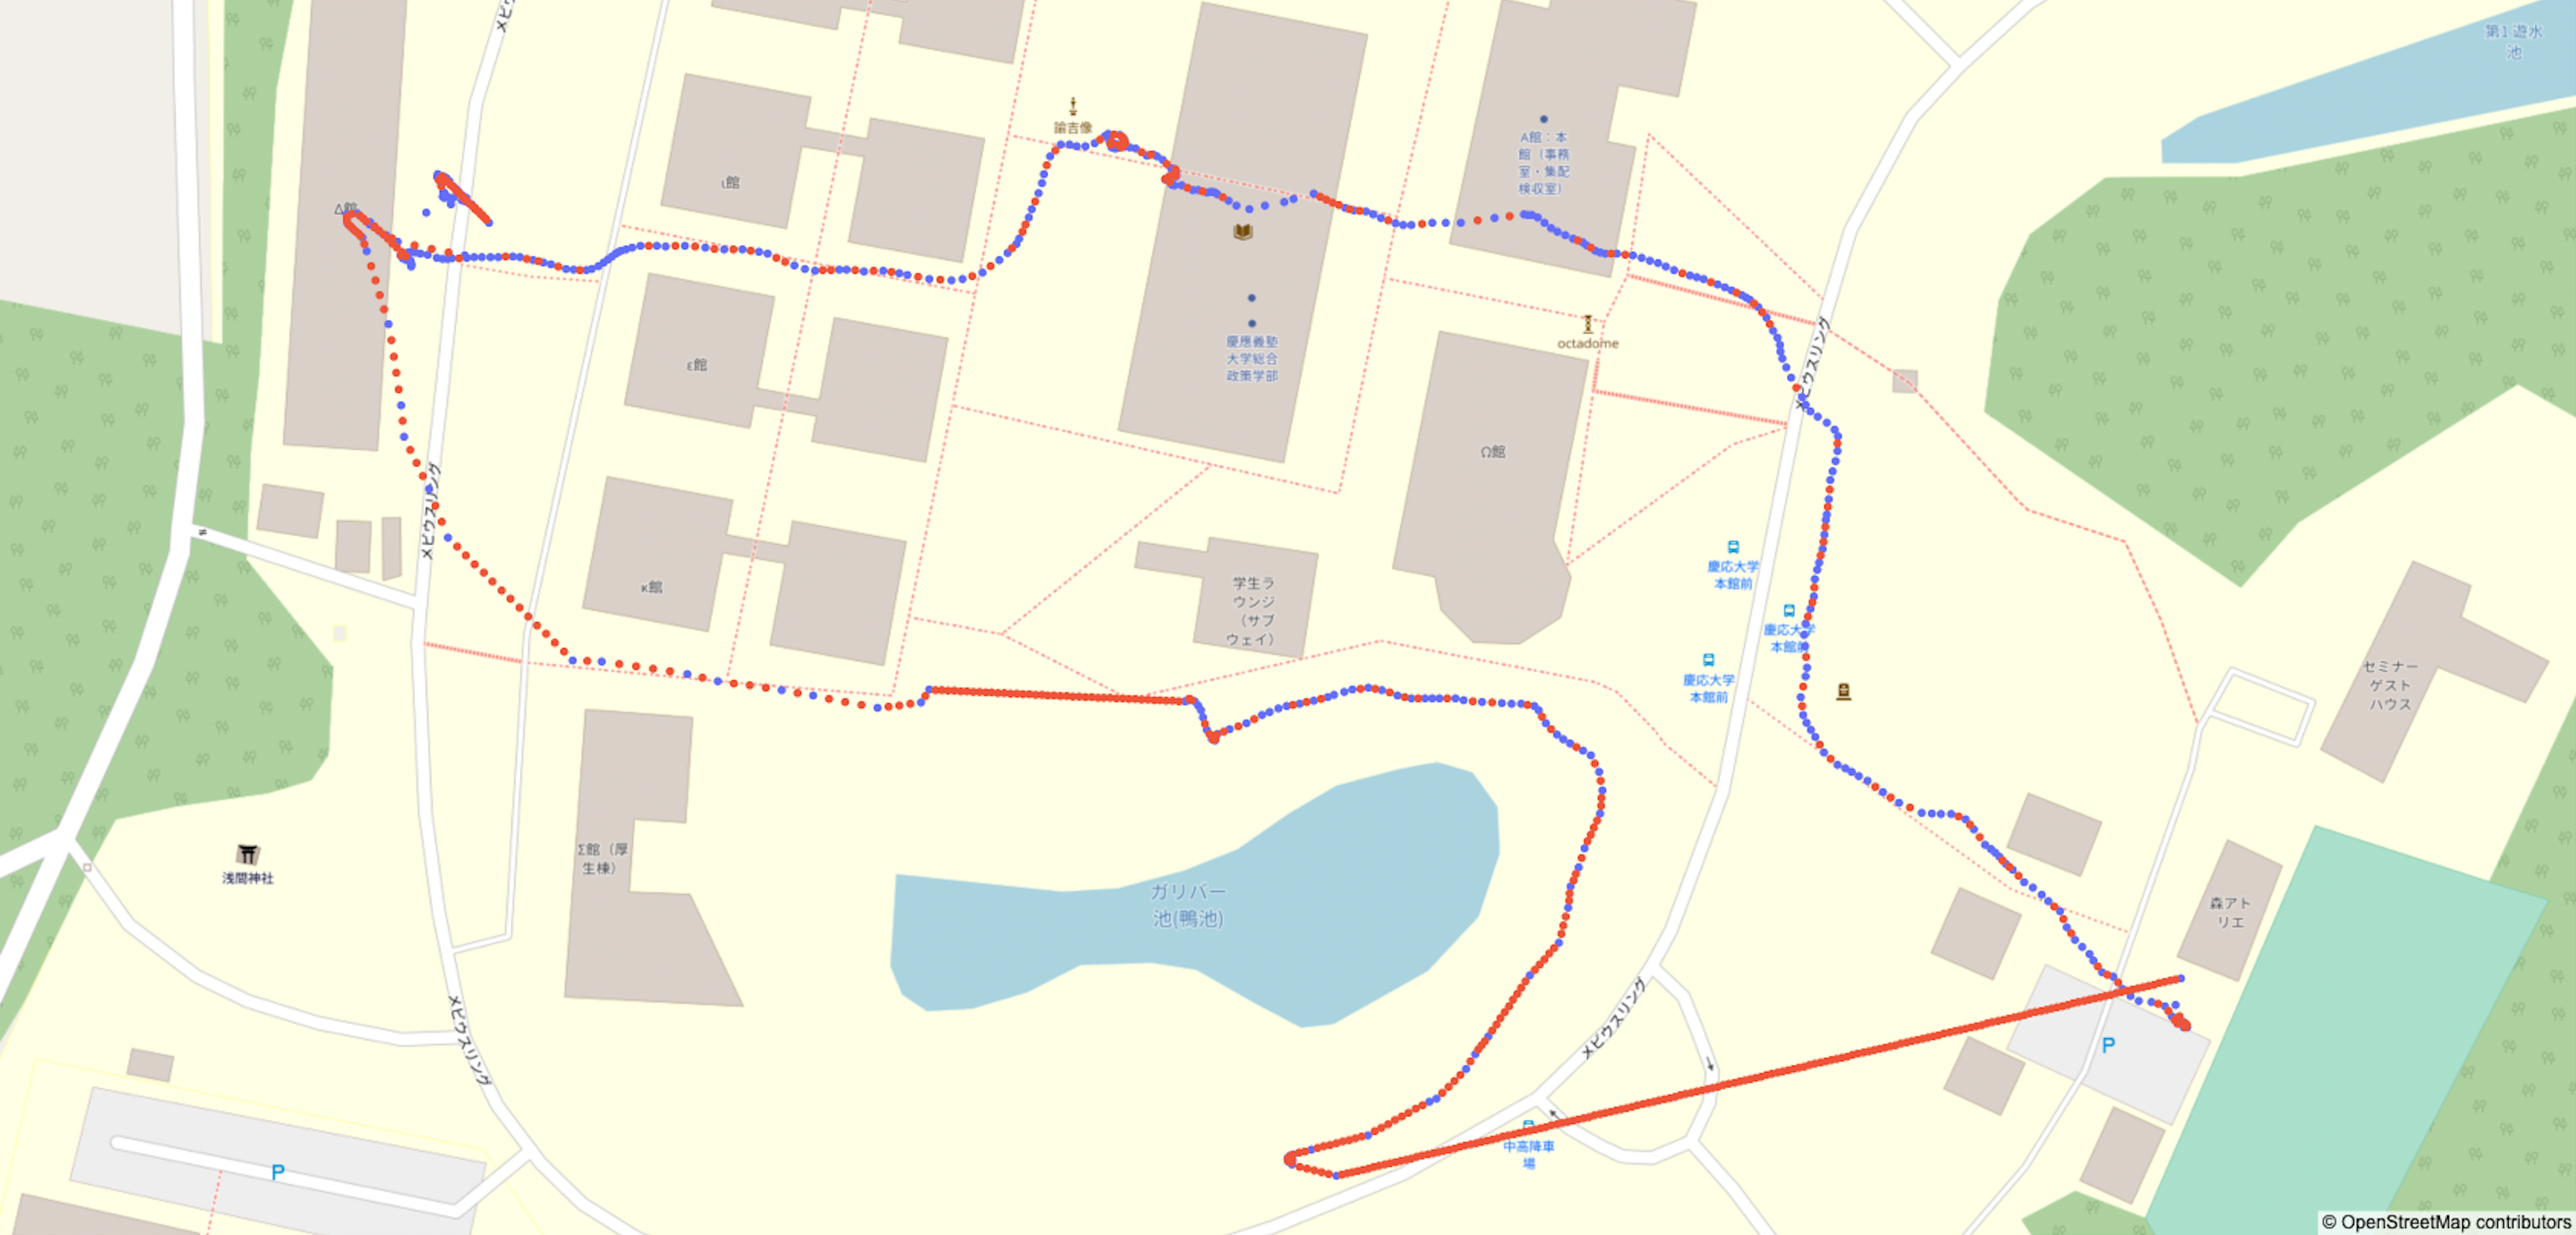 メビ
第1遊水
池
諭吉像
A館：本
館（事務
室・集配
検収室）
ι館
Δ館
メビウスリング
慶應義塾
大学総合
政策学部
octadome
ε館
Ω館
メビウスリング
慶応大学
本館前
慶応大学
本館前
慶応大学
本館前
κ館
学生ラ
ウンジ
（サブ
ウェイ）
セミナー
ゲスト
ハウス
Σ館（厚
生棟）
浅間神社
ガリバー
池(鴨池)
森アト
リエ
メビウスリング
メビウスリング
P
中高降車
場
P
© OpenStreetMap contributors